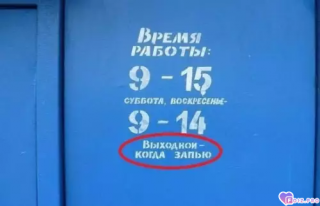 Время
работы:
9 – 15
суббота, воскресенье-
9 – 14
Выходной –
когда запью